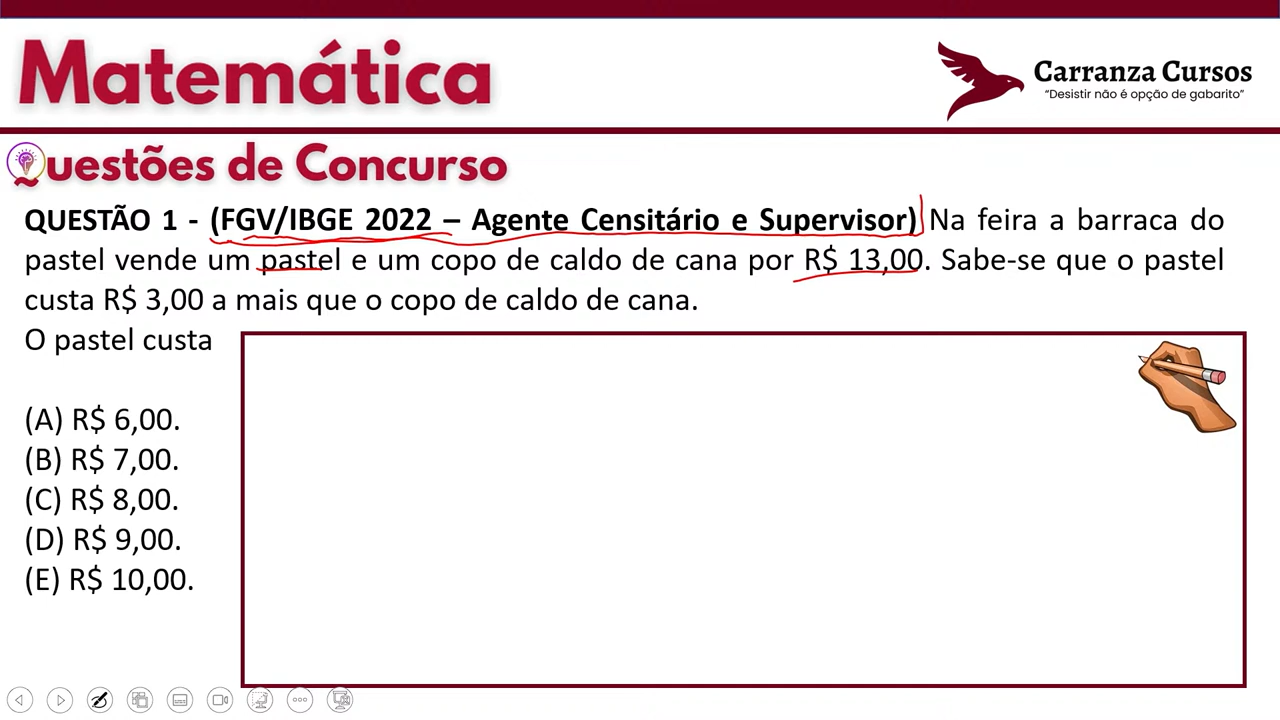 Matemática
Carranza Cursos
“Desistir não é opção de gabarito”
Questões de Concurso
QUESTÃO 1 - (FGV/IBGE 2022 – Agente Censitário e Supervisor) Na feira a barraca do
pastel vende um pastel e um copo de caldo de cana por R$ 13,00. Sabe-se que o pastel
custa R$ 3,00 a mais que o copo de caldo de cana.
O pastel custa
(A) R$ 6,00.
(B) R$ 7,00.
(C) R$ 8,00.
(D) R$ 9,00.
(E) R$ 10,00.